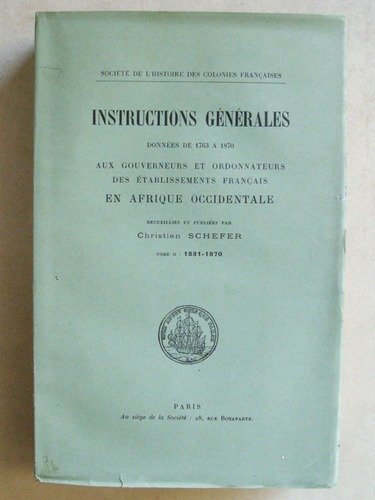 SOCIÉTÉ DE L'HISTOIRE DES COLONIES FRANÇAISES
INSTRUCTIONS GÉNÉRALES
DONNÉES DE 1763 A 1870
AUX GOUVERNEURS ET ORDONNATEURS
DES ÉTABLISSEMENTS FRANÇAIS
EN AFRIQUE OCCIDENTALE
RECUEILLIES ET PUBLIÉES PAR
Christian SCHEFER
TOME II : 1831-1870
PARIS
Au siège de la Société : 28, RUE BONAPARTE.